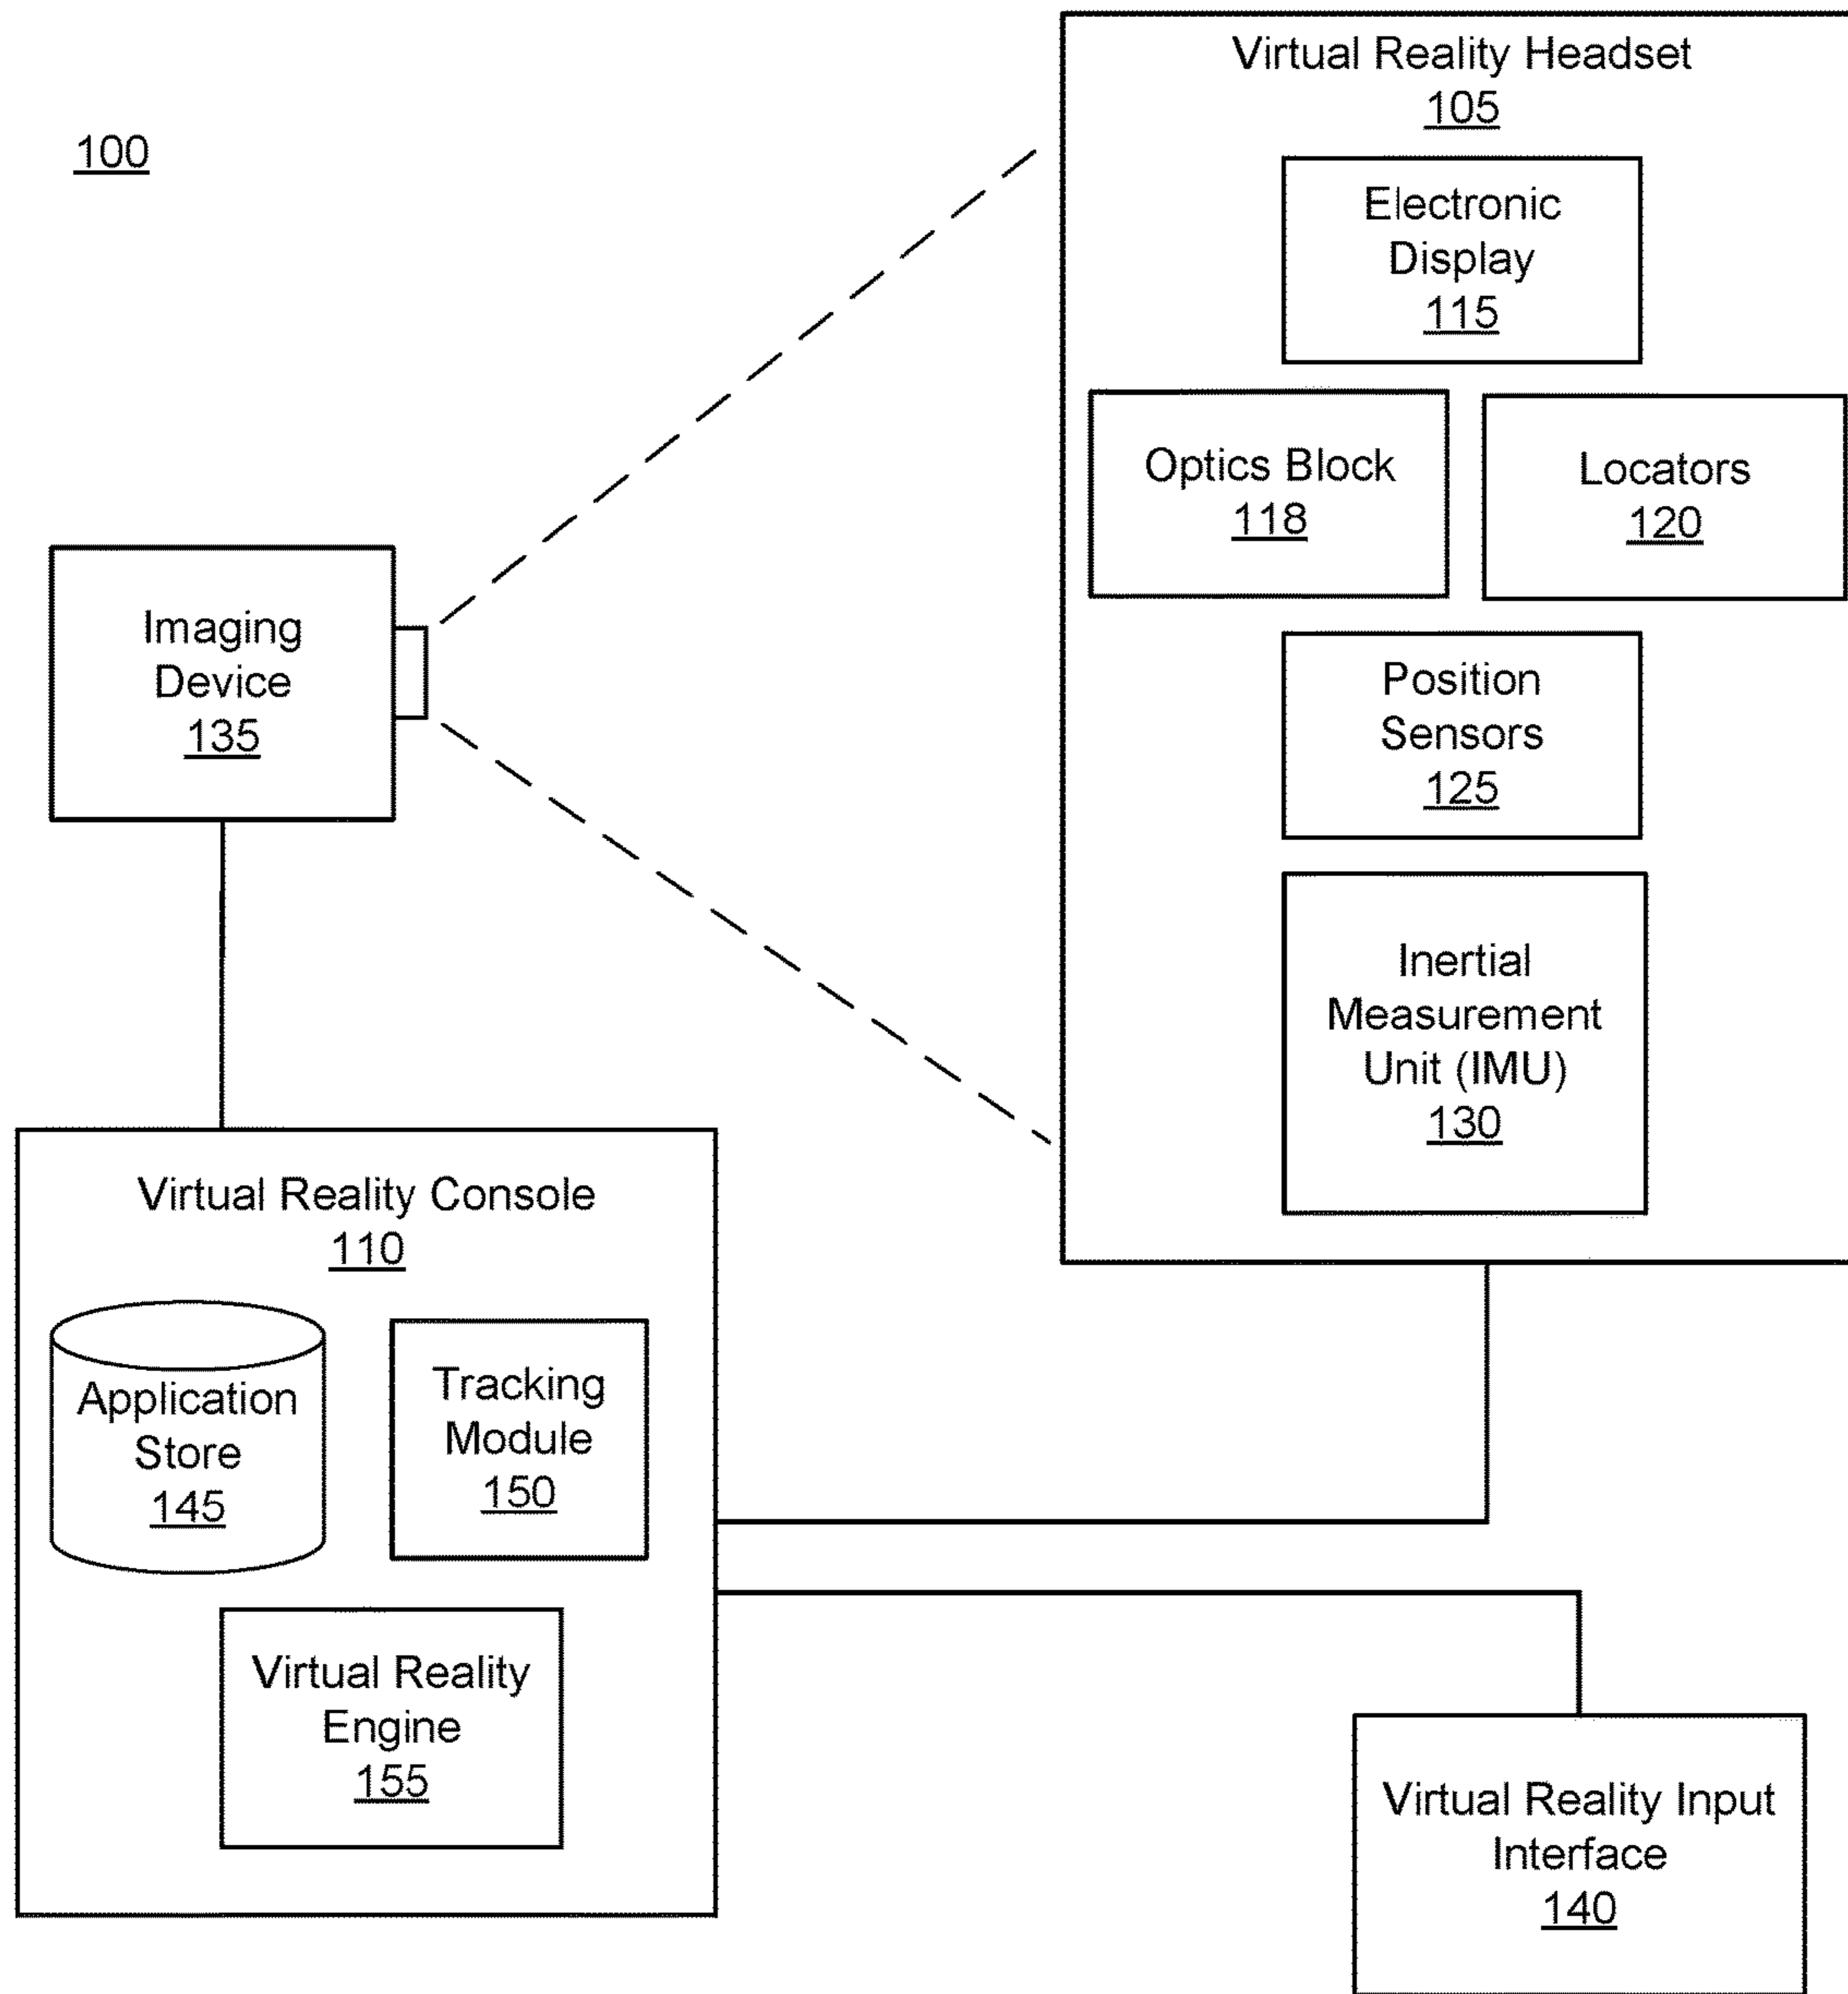 100
Virtual Reality Headset
105
Electronic
Display
115
Optics Block
118
Locators
120
Position
Sensors
125
Inertial
Measurement
Unit (IMU)
130
Imaging
Device
135
Virtual Reality Console
110
Application
Store
145
Tracking
Module
150
Virtual Reality
Engine
155
Virtual Reality Input
Interface
140